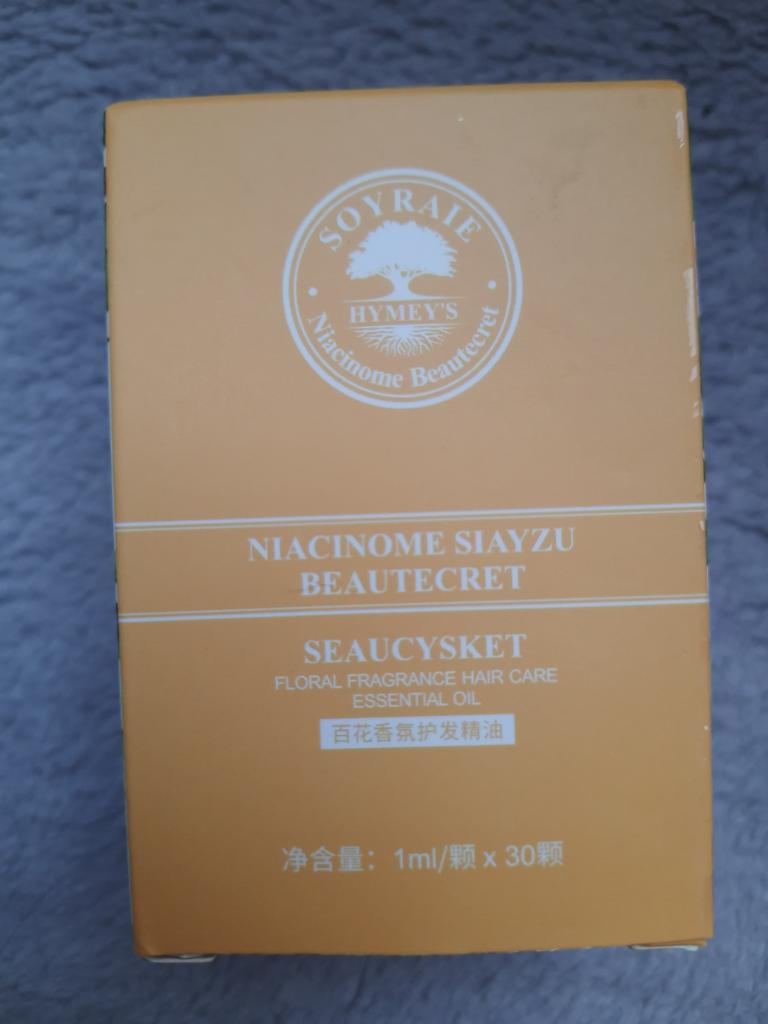 SOYRAIE
HYMEY'S
Niacinome Beautecret
NIACINOME SIAYZU
BEAUTECRET
SEAUCYSKET
FLORAL FRAGRANCE HAIR CARE
ESSENTIAL OIL
百花香氛护发精油
净含量：1ml/颗 x 30颗